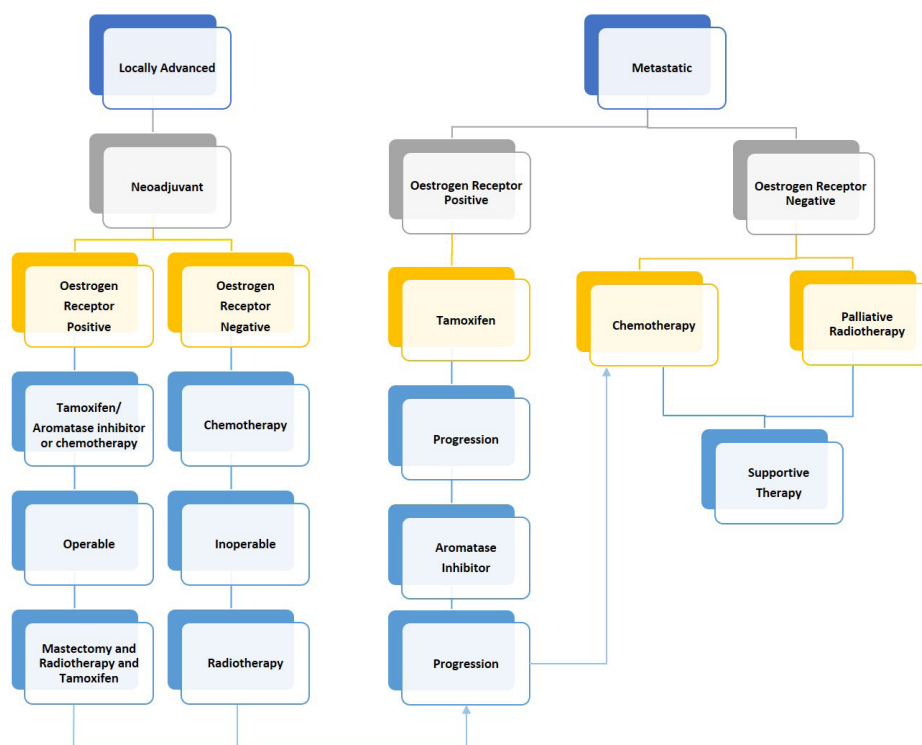 Locally Advanced
Metastatic
Neoadjuvant
Oestrogen Receptor
Positive
Oestrogen Receptor
Negative
Oestrogen
Receptor
Positive
Oestrogen
Receptor
Negative
Tamoxifen
Chemotherapy
Palliative
Radiotherapy
Tamoxifen/
Aromatase inhibitor
or chemotherapy
Chemotherapy
Progression
Supportive
Therapy
Operable
Inoperable
Aromatase
Inhibitor
Mastectomy and
Radiotherapy and
Tamoxifen
Radiotherapy
Progression